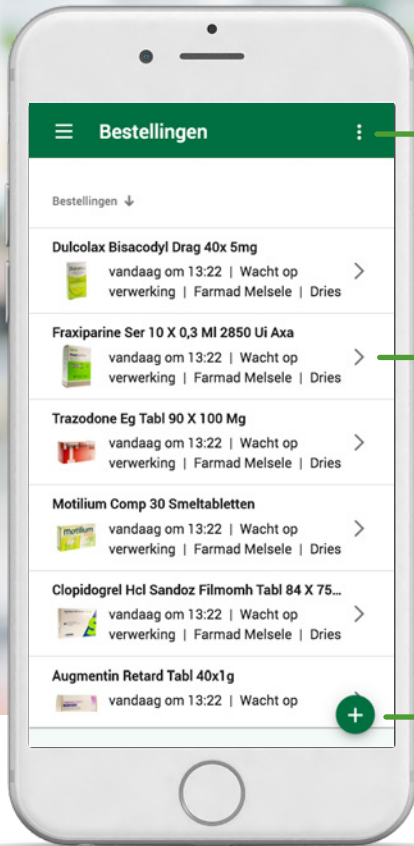 Bestellingen
Bestellingen
Dulcolax Bisacodyl Drag 40x 5mg
vandaag om 13:22 | Wacht op
verwerking | Farmad Melsele | Dries
Fraxiparine Ser 10 X 0,3 Ml 2850 Ui Axa
vandaag om 13:22 | Wacht op
verwerking | Farmad Melsele | Dries
Trazodone Eg Tabl 90 X 100 Mg
vandaag om 13:22 | Wacht op
verwerking | Farmad Melsele | Dries
Motilium Comp 30 Smeltabletten
Motilium
vandaag om 13:22 | Wacht op
verwerking | Farmad Melsele | Dries
Clopidogrel Hcl Sandoz Filmomh Tabl 84 X 75...
vandaag om 13:22 | Wacht op
verwerking | Farmad Melsele | Dries
Augmentin Retard Tabl 40x1g
vandaag om 13:22 | Wacht op